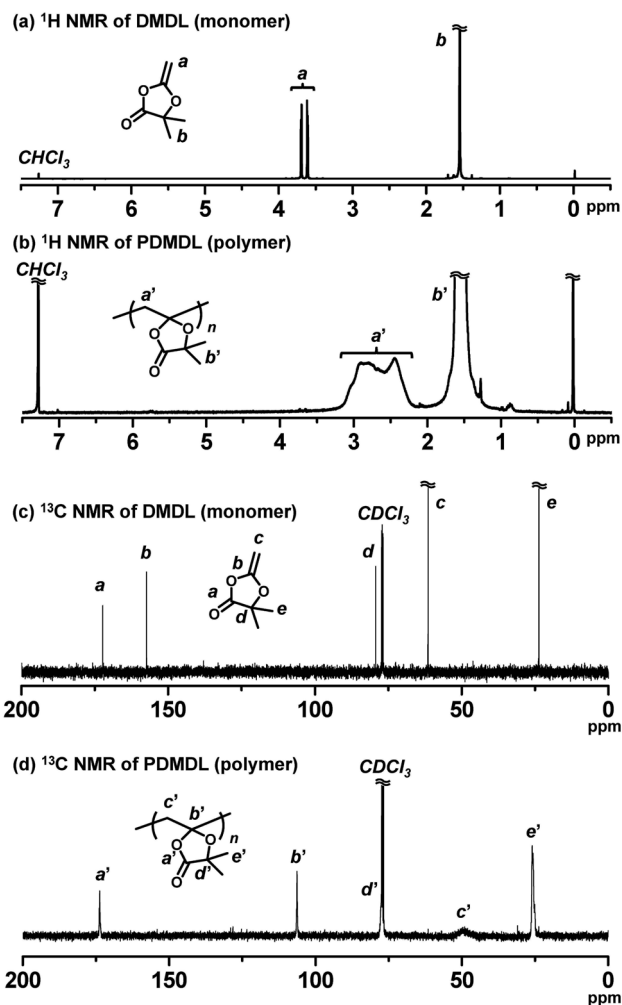 (a) ¹H NMR of DMDL (monomer)
a
a
b
O
O
O
b
CHCl₃
7 6 5 4 3 2 1 0 ppm
(b) ¹H NMR of PDMDL (polymer)
CHCl₃
a'
n
O
O
O
b'
a'
b'
7 6 5 4 3 2 1 0 ppm
(c) ¹³C NMR of DMDL (monomer)
CDCl₃
a
b
c
b
O
a
O
O
d
e
d
c
e
200 150 100 50 0
ppm
(d) ¹³C NMR of PDMDL (polymer)
CDCl₃
c'
b'
n
O
O
a'
O
d'
e'
a'
b'
d'
c'
e'
200 150 100 50 0
ppm